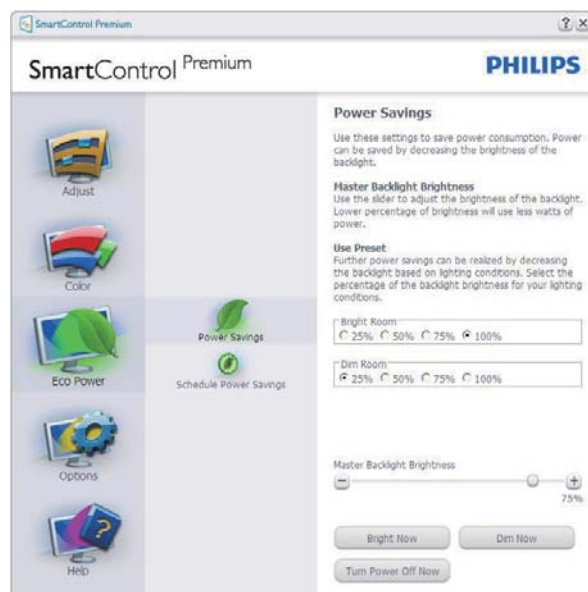 SmartControl Premium
SmartControl Premium
PHILIPS
Adjust
Color
Eco Power
Options
Help
Power Savings
Schedule Power Savings
Power Savings
Use these settings to save power consumption. Power
can be saved by decreasing the brightness of the
backlight.
Master Backlight Brightness
Use the slider to adjust the brightness of the backlight.
Lower percentage of brightness will use less watts of
power.
Use Preset
Further power savings can be realized by decreasing
the backlight based on lighting conditions. Select the
percentage of the backlight brightness for your lighting
conditions.
Bright Room
25% 50% 75% 100%
Dim Room
25% 50% 75% 100%
Master Backlight Brightness
75%
Bright Now Dim Now
Turn Power Off Now